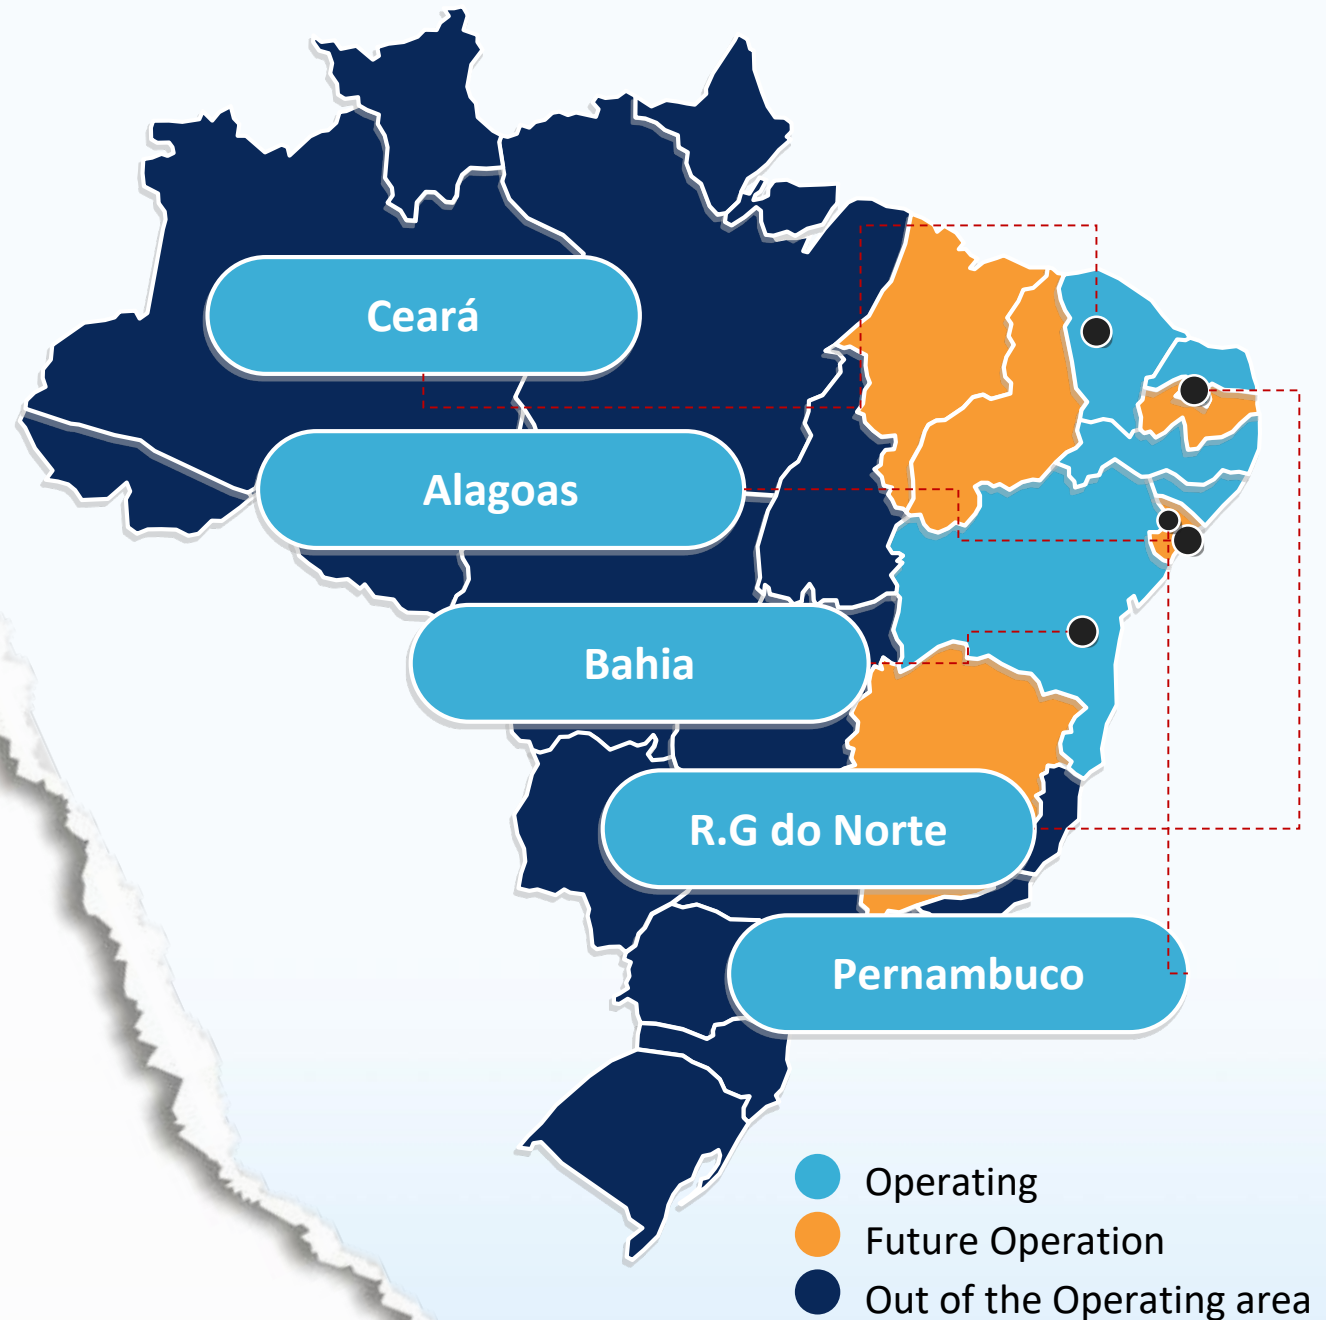 Ceará
Alagoas
Bahia
R.G do Norte
Pernambuco
Operating
Future Operation
Out of the Operating area